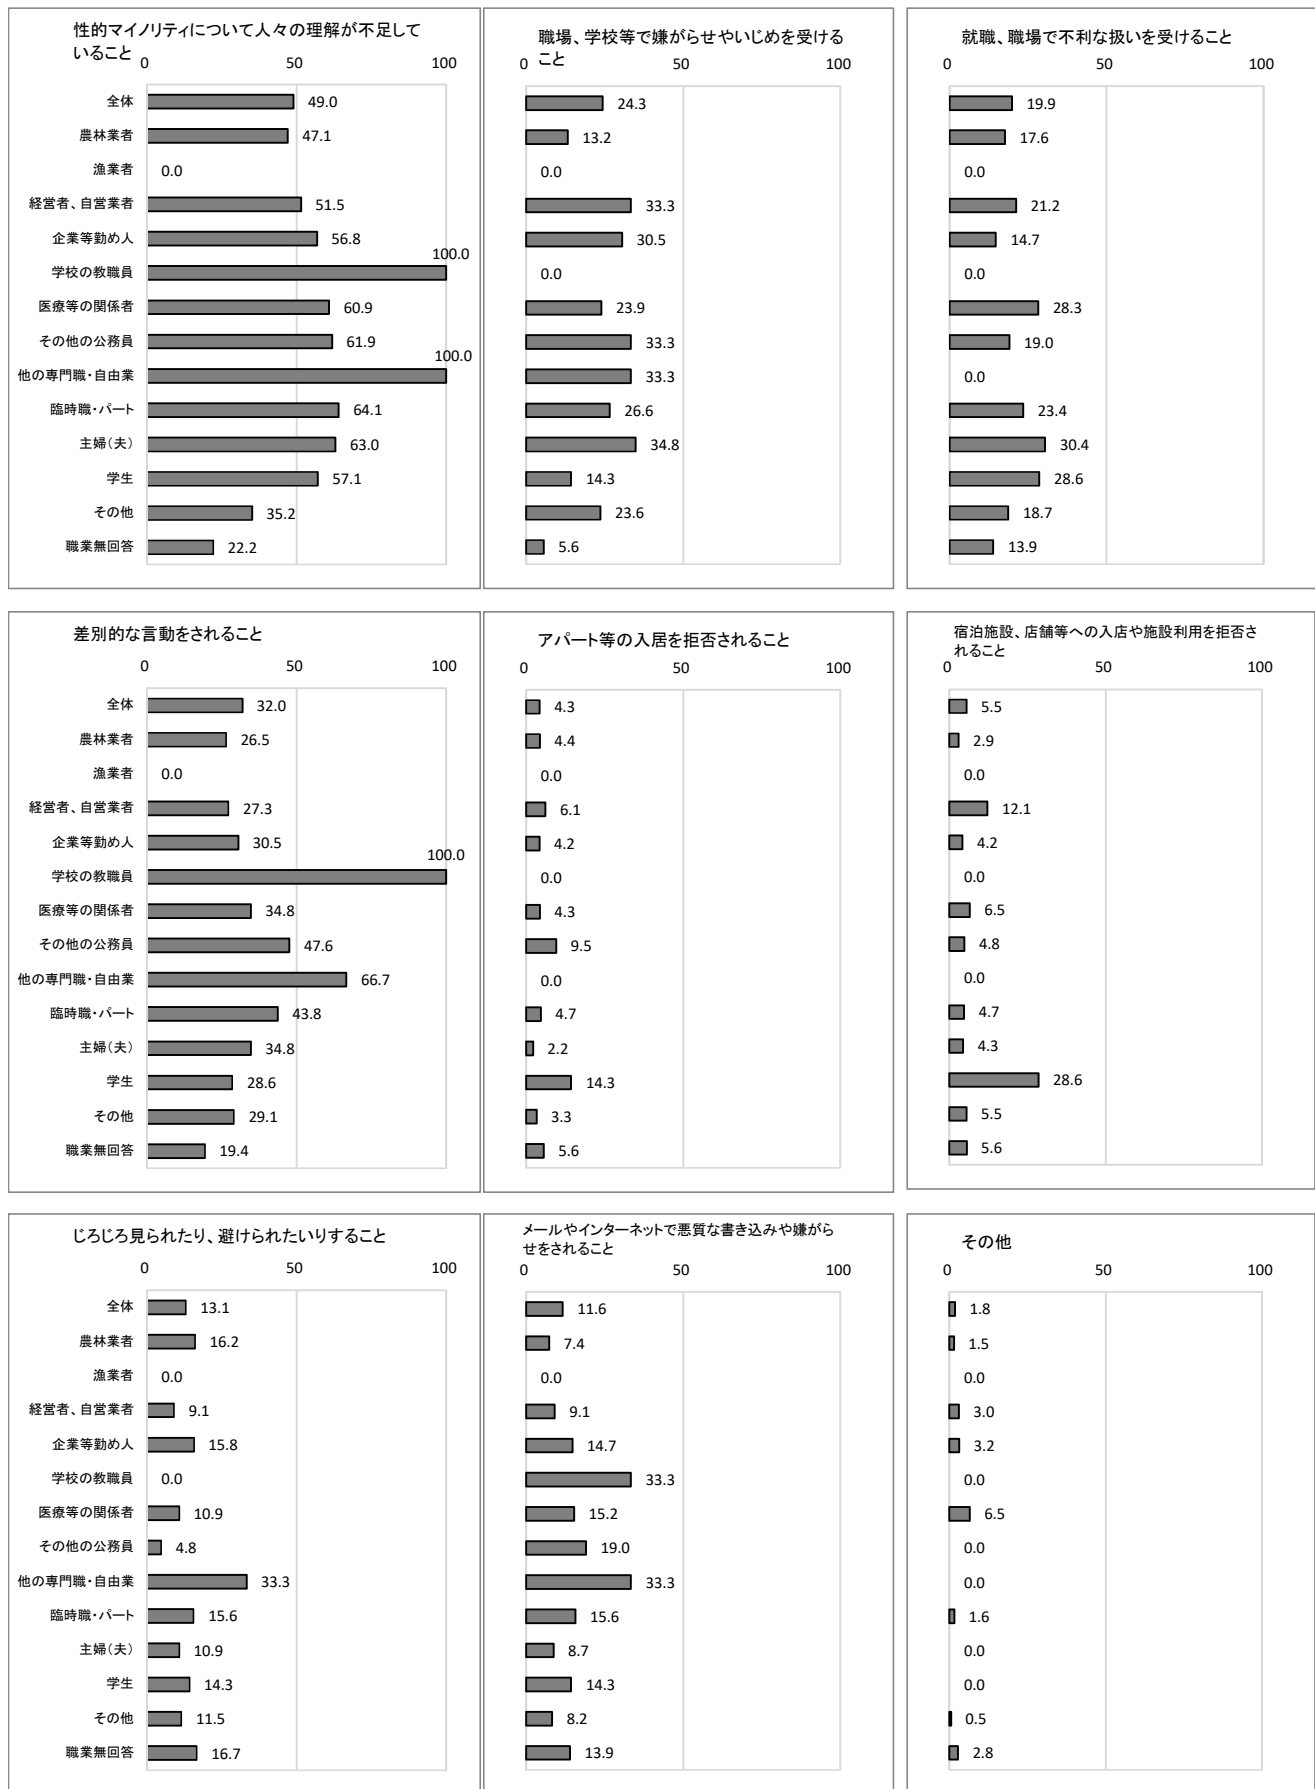 性的マイノリティについて人々の理解が不足して
いること
0 50 100
全体 49.0
農林業者 47.1
漁業者 0.0
経営者、自営業者 51.5
企業等勤め人 56.8
学校の教職員 100.0
医療等の関係者 60.9
その他の公務員 61.9
他の専門職・自由業 100.0
臨時職・パート 64.1
主婦(夫) 63.0
学生 57.1
その他 35.2
職業無回答 22.2
職場、学校等で嫌がらせやいじめを受ける
こと
0 50 100
24.3
13.2
0.0
33.3
30.5
0.0
23.9
33.3
33.3
26.6
34.8
14.3
23.6
5.6
就職、職場で不利な扱いを受けること
0 50 100
19.9
17.6
0.0
21.2
14.7
0.0
28.3
19.0
0.0
23.4
30.4
28.6
18.7
13.9
差別的な言動をされること
0 50 100
全体 32.0
農林業者 26.5
漁業者 0.0
経営者、自営業者 27.3
企業等勤め人 30.5
学校の教職員 100.0
医療等の関係者 34.8
その他の公務員 47.6
他の専門職・自由業 66.7
臨時職・パート 43.8
主婦(夫) 34.8
学生 28.6
その他 29.1
職業無回答 19.4
アパート等の入居を拒否されること
0 50 100
4.3
4.4
0.0
6.1
4.2
0.0
4.3
9.5
0.0
4.7
2.2
14.3
3.3
5.6
宿泊施設、店舗等への入店や施設利用を拒否さ
れること
0 50 100
5.5
2.9
0.0
12.1
4.2
0.0
6.5
4.8
0.0
4.7
4.3
28.6
5.5
5.6
じろじろ見られたり、避けられたいりすること
0 50 100
全体 13.1
農林業者 16.2
漁業者 0.0
経営者、自営業者 9.1
企業等勤め人 15.8
学校の教職員 0.0
医療等の関係者 10.9
その他の公務員 4.8
他の専門職・自由業 33.3
臨時職・パート 15.6
主婦(夫) 10.9
学生 14.3
その他 11.5
職業無回答 16.7
メールやインターネットで悪質な書き込みや嫌がら
せをされること
0 50 100
11.6
7.4
0.0
9.1
14.7
33.3
15.2
19.0
33.3
15.6
8.7
14.3
8.2
13.9
その他
0 50 100
1.8
1.5
0.0
3.0
3.2
0.0
6.5
0.0
0.0
1.6
0.0
0.0
0.5
2.8